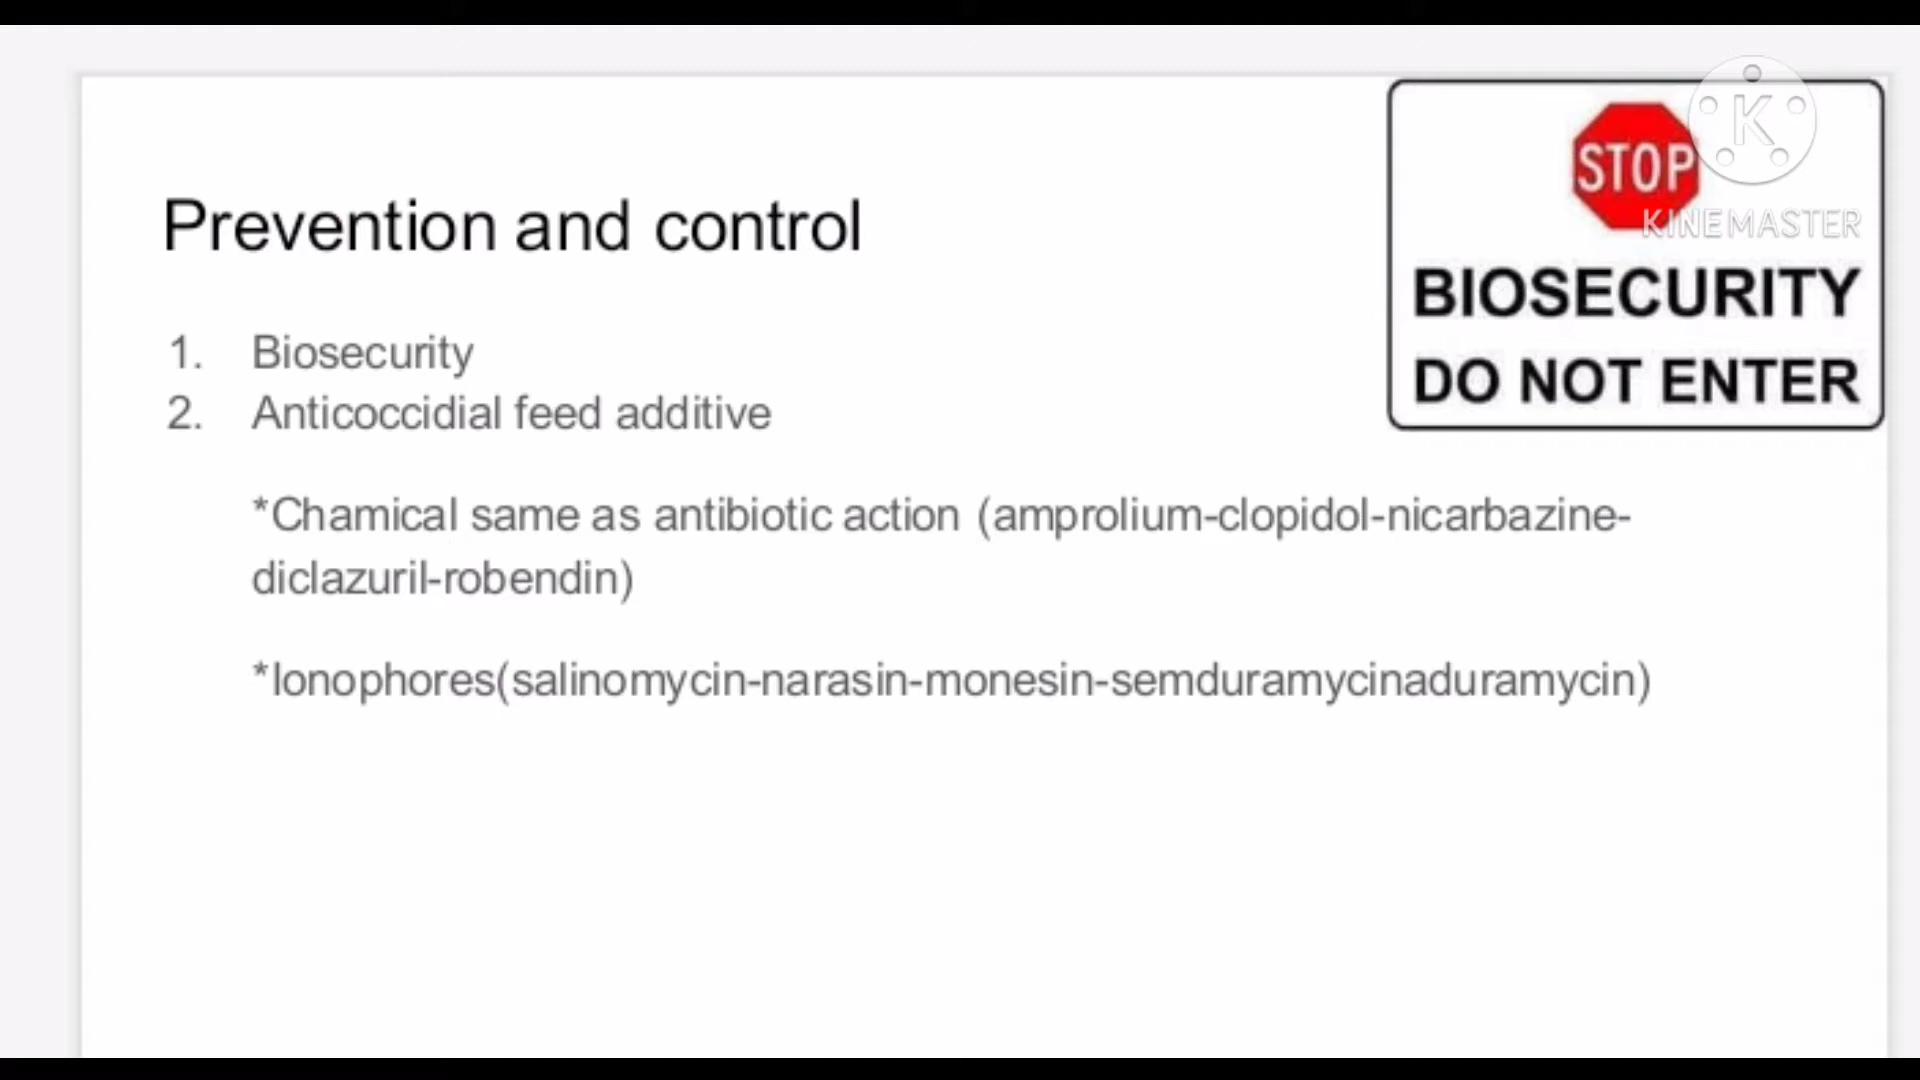 Prevention and control
1. Biosecurity
2. Anticoccidial feed additive
*Chamical same as antibiotic action (amprolium-clopidol-nicarbazine-
diclazuril-robendin)
*Ionophores(salinomycin-narasin-monesin-semduramycinaduramycin)
STOP
K
KINEMASTER
BIOSECURITY
DO NOT ENTER